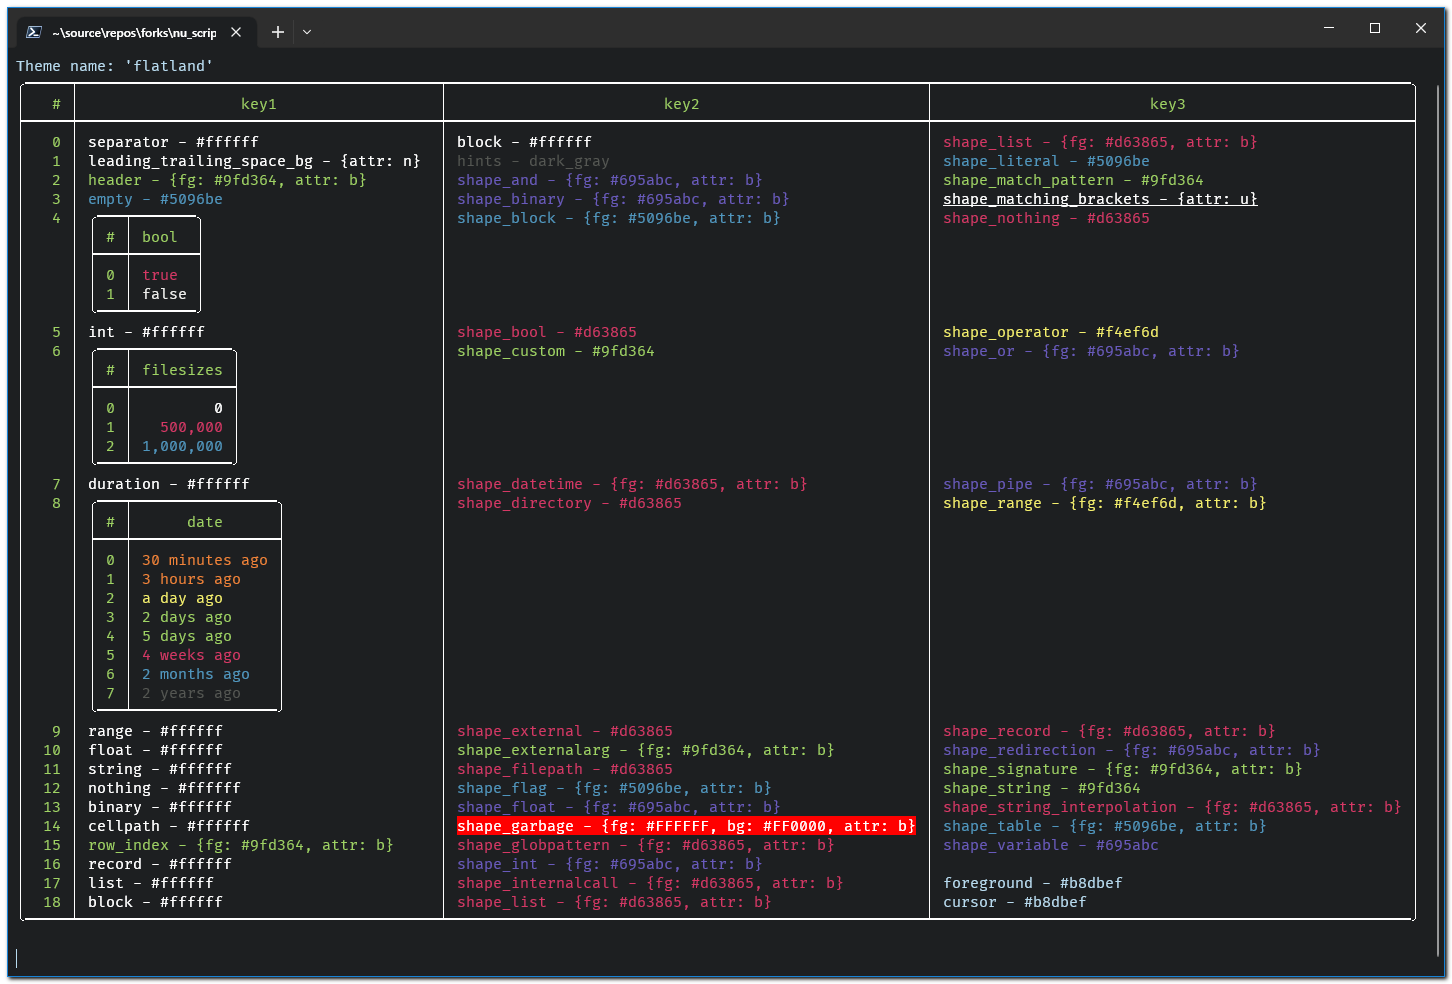 ~\source\repos\forks\nu_scrip
Theme name: 'flatland'
# key1 key2 key3
0 separator - #ffffff block - #ffffff shape_list - {fg: #d63865, attr: b}
1 leading_trailing_space_bg - {attr: n} hints - dark_gray shape_literal - #5096be
2 header - {fg: #9fd364, attr: b} shape_and - {fg: #695abc, attr: b} shape_match_pattern - #9fd364
3 empty - #5096be shape_binary - {fg: #695abc, attr: b} shape_matching_brackets - {attr: u}
4 shape_block - {fg: #5096be, attr: b} shape_nothing - #d63865
# bool
0 true
1 false
5 int - #ffffff shape_bool - #d63865 shape_operator - #f4ef6d
6 shape_custom - #9fd364 shape_or - {fg: #695abc, attr: b}
# filesizes
0 0
1 500,000
2 1,000,000
7 duration - #ffffff shape_datetime - {fg: #d63865, attr: b} shape_pipe - {fg: #695abc, attr: b}
8 shape_directory - #d63865 shape_range - {fg: #f4ef6d, attr: b}
# date
0 30 minutes ago
1 3 hours ago
2 a day ago
3 2 days ago
4 5 days ago
5 4 weeks ago
6 2 months ago
7 2 years ago
9 range - #ffffff shape_external - #d63865 shape_record - {fg: #d63865, attr: b}
10 float - #ffffff shape_externalarg - {fg: #9fd364, attr: b} shape_redirection - {fg: #695abc, attr: b}
11 string - #ffffff shape_filepath - #d63865 shape_signature - {fg: #9fd364, attr: b}
12 nothing - #ffffff shape_flag - {fg: #5096be, attr: b} shape_string - #9fd364
13 binary - #ffffff shape_float - {fg: #695abc, attr: b} shape_string_interpolation - {fg: #d63865, attr: b}
14 cellpath - #ffffff shape_garbage - {fg: #FFFFFF, bg: #FF0000, attr: b} shape_table - {fg: #5096be, attr: b}
15 row_index - {fg: #9fd364, attr: b} shape_globpattern - {fg: #d63865, attr: b} shape_variable - #695abc
16 record - #ffffff shape_int - {fg: #695abc, attr: b}
17 list - #ffffff shape_internalcall - {fg: #d63865, attr: b} foreground - #b8dbef
18 block - #ffffff shape_list - {fg: #d63865, attr: b} cursor - #b8dbef